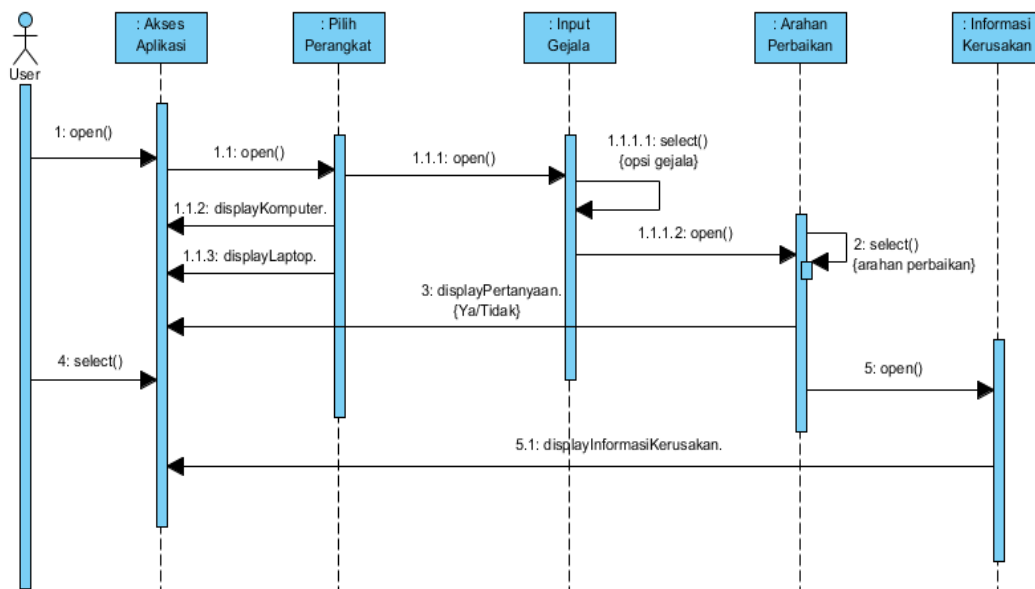 : Akses
Aplikasi
: Pilih
Perangkat
: Input
Gejala
: Arahan
Perbaikan
: Informasi
Kerusakan
User
1: open()
1.1: open()
1.1.1: open()
1.1.1.1: select()
{opsi gejala}
1.1.2: displayKomputer.
1.1.1.2: open()
2: select()
{arahan perbaikan}
1.1.3: displayLaptop.
3: displayPertanyaan.
{Ya/Tidak}
4: select()
5: open()
5.1: displayInformasiKerusakan.